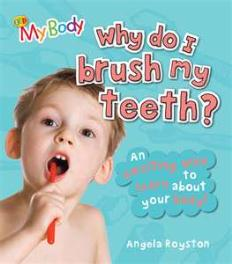 My Body
Why do I
brush my
teeth?
An
exciting way
to
learn about
your body!
Angela Royston